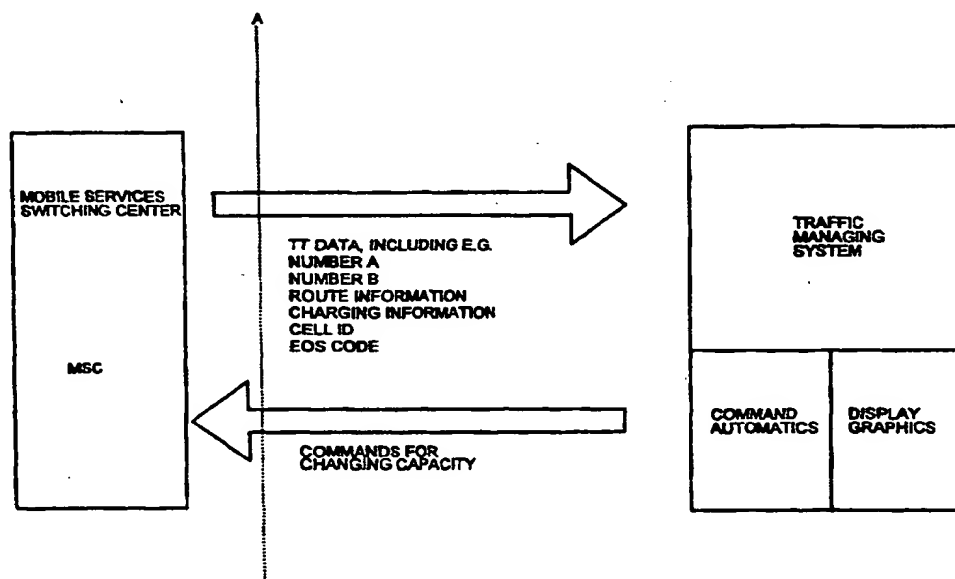 A
MOBILE SERVICES
SWITCHING CENTER
MSC
TT DATA, INCLUDING E.G.
NUMBER A
NUMBER B
ROUTE INFORMATION
CHARGING INFORMATION
CELL ID
EOS CODE
COMMANDS FOR
CHANGING CAPACITY
TRAFFIC
MANAGING
SYSTEM
COMMAND
AUTOMATICS
DISPLAY
GRAPHICS